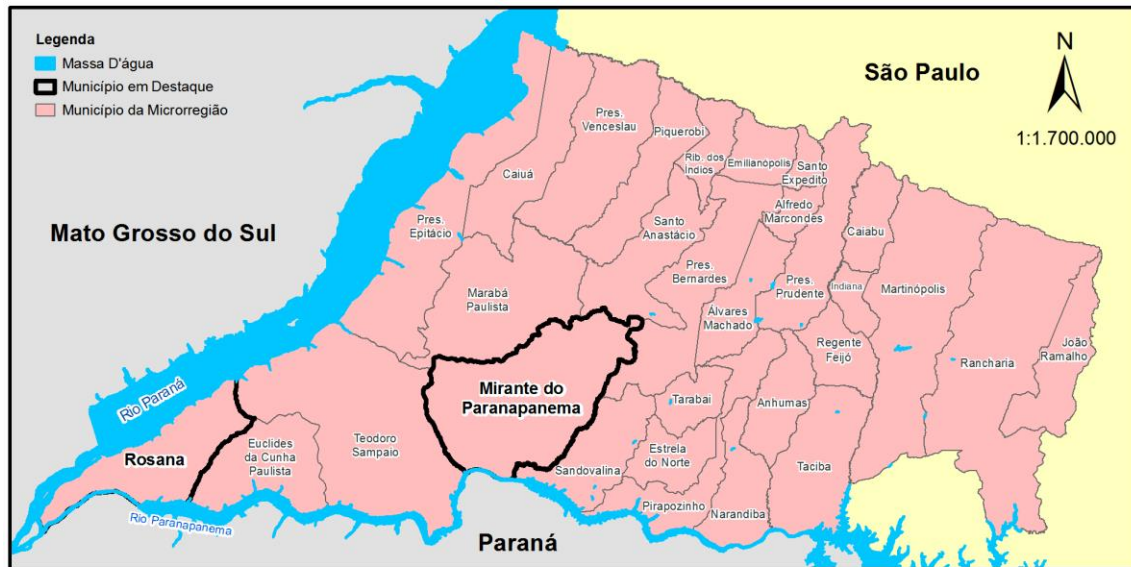 Legenda
Massa D'água
Município em Destaque
Município da Microrregião
São Paulo
N
1:1.700.000
Mato Grosso do Sul
Pres.
Venceslau
Piquerobi
Caiuá
Rib. dos
Indios
Emilianópolis
Santo
Expedito
Alfredo
Marcondes
Pres.
Epitácio
Santo
Anastácio
Caiabu
Pres.
Bernardes
Pres.
Prudente
Indiana
Martinópolis
Marabá
Paulista
Álvares
Machado
Regente
Feijó
João
Ramalho
Rancharia
Mirante do
Paranapanema
Tarabai
Anhumas
Rio Paraná
Rosana
Euclides
da Cunha
Paulista
Teodoro
Sampaio
Estrela
do Norte
Sandovalina
Taciba
Pirapozinho
Narandiba
Rio Paranapanema
Paraná